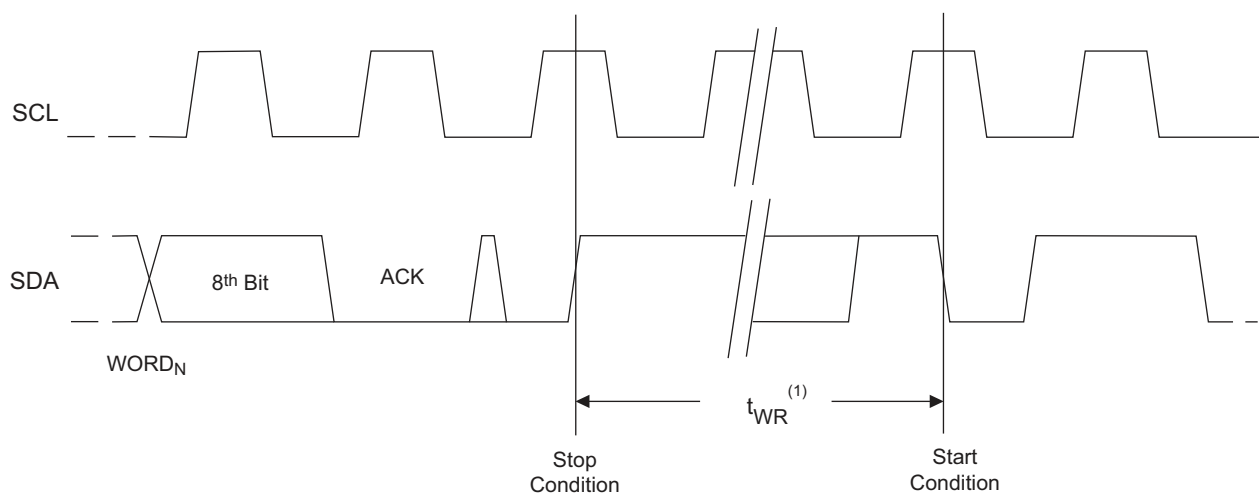 SCL
SDA
8th Bit
ACK
WORDN
tWR(1)
Stop
Condition
Start
Condition